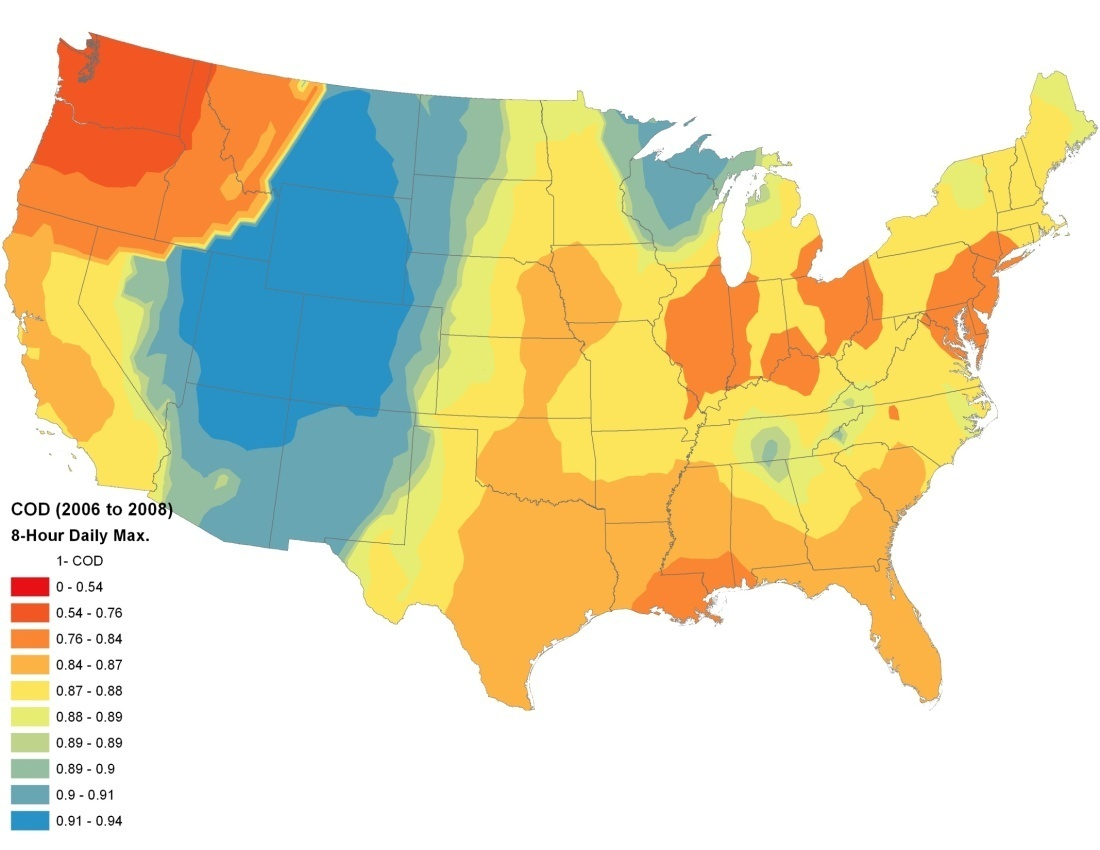 COD (2006 to 2008)
8-Hour Daily Max.
1- COD
0 - 0.54
0.54 - 0.76
0.76 - 0.84
0.84 - 0.87
0.87 - 0.88
0.88 - 0.89
0.89 - 0.89
0.89 - 0.9
0.9 - 0.91
0.91 - 0.94